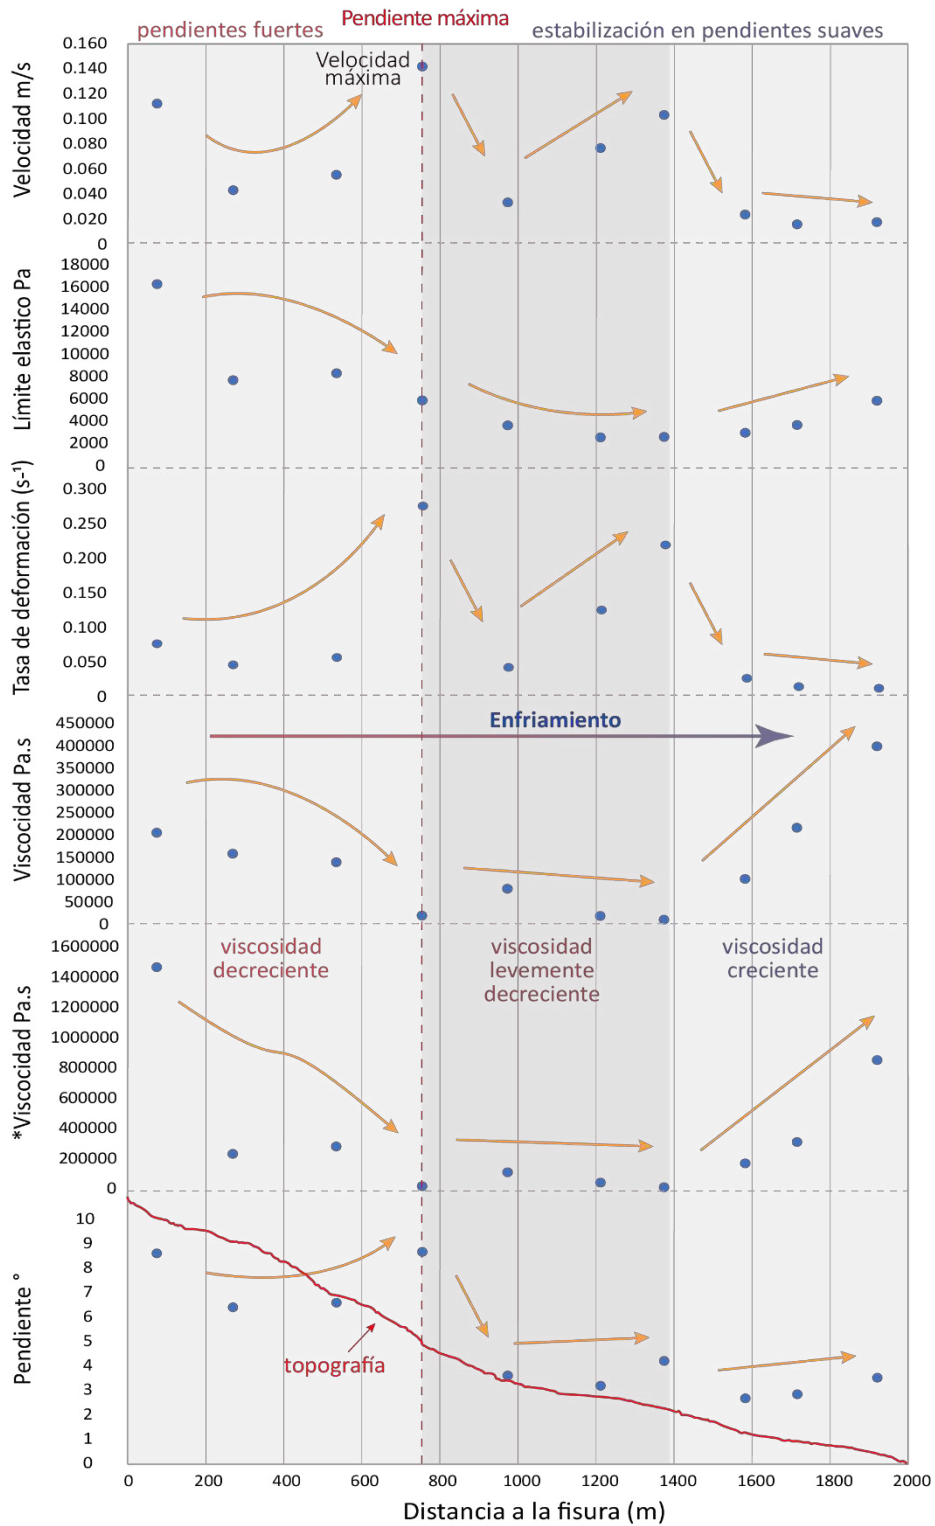 pendientes fuertes
Pendiente máxima
estabilización en pendientes suaves
Velocidad m/s
0.160
0.140
0.120
0.100
0.080
0.060
0.040
0.020
0
Velocidad
máxima
Límite elastico Pa
18000
16000
14000
12000
10000
8000
6000
4000
2000
0
Tasa de deformación (s⁻¹)
0.300
0.250
0.200
0.150
0.100
0.050
0
Viscocidad Pa.s
450000
400000
350000
300000
250000
200000
150000
100000
50000
0
Enfriamiento
*Viscocidad Pa.s
1600000
1400000
1200000
1000000
800000
600000
400000
200000
0
viscosidad
decreciente
viscosidad
levemente
decreciente
viscosidad
creciente
Pendiente °
10
9
8
7
6
5
4
3
2
1
0
topografía
0 200 400 600 800 1000 1200 1400 1600 1800 2000
Distancia a la fisura (m)